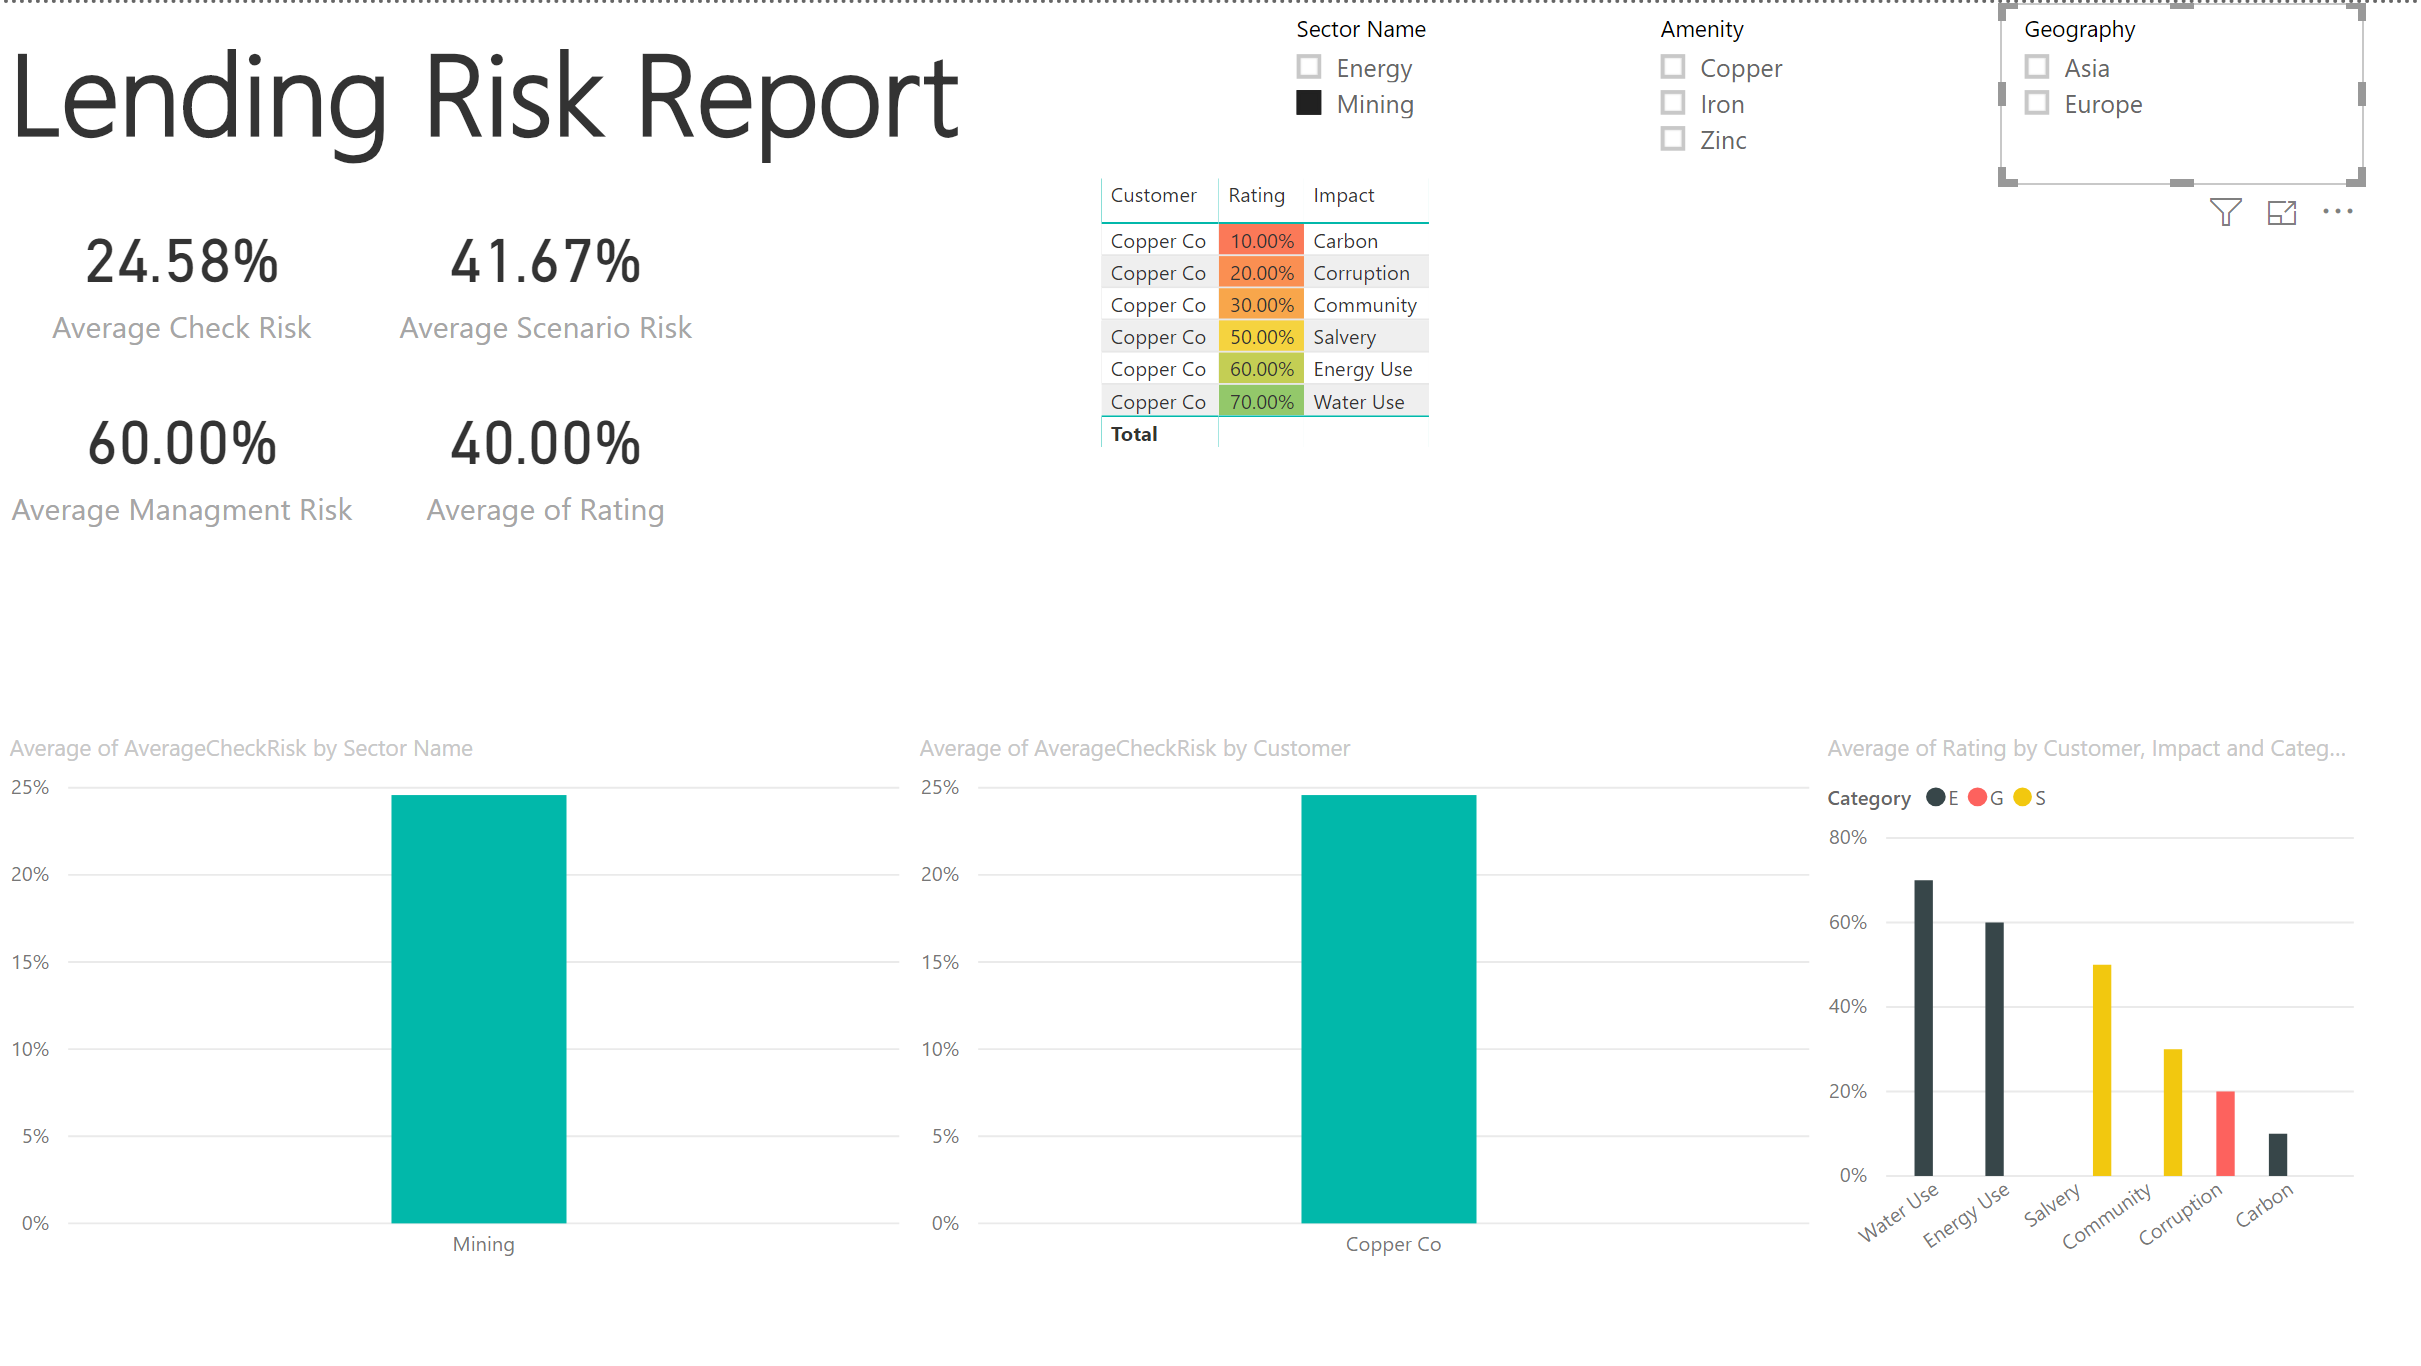 Lending Risk Report
Sector Name
Energy
Mining
Amenity
Copper
Iron
Zinc
Geography
Asia
Europe
24.58%
Average Check Risk
41.67%
Average Scenario Risk
60.00%
Average Managment Risk
40.00%
Average of Rating
Customer Rating Impact
Copper Co 10.00% Carbon
Copper Co 20.00% Corruption
Copper Co 30.00% Community
Copper Co 50.00% Salvery
Copper Co 60.00% Energy Use
Copper Co 70.00% Water Use
Total
Average of AverageCheckRisk by Sector Name
25%
20%
15%
10%
5%
0%
Mining
Average of AverageCheckRisk by Customer
25%
20%
15%
10%
5%
0%
Copper Co
Average of Rating by Customer, Impact and Categ...
Category E G S
80%
60%
40%
20%
0%
Water Use
Energy Use
Salvery
Community
Corruption
Carbon